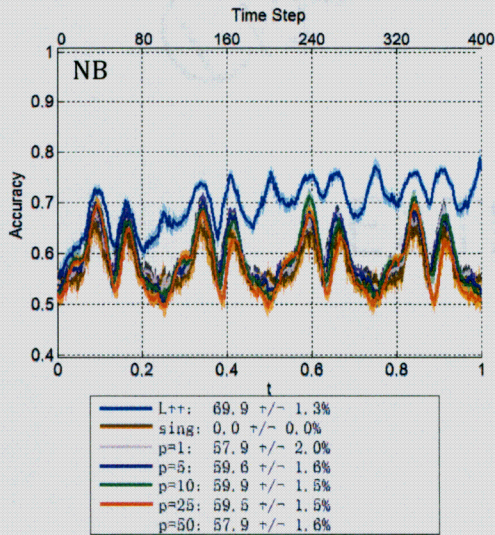 Time Step
0 80 160 240 320 400
NB
1
0.9
0.8
0.7
0.6
0.5
0.4
Accuracy
0 0.2 0.4 0.6 0.8 1
t
L++: 69.9 +/- 1.3%
sing: 0.0 +/- 0.0%
p=1: 57.9 +/- 2.0%
p=5: 59.6 +/- 1.6%
p=10: 59.9 +/- 1.5%
p=25: 59.5 +/- 1.5%
p=50: 57.9 +/- 1.6%